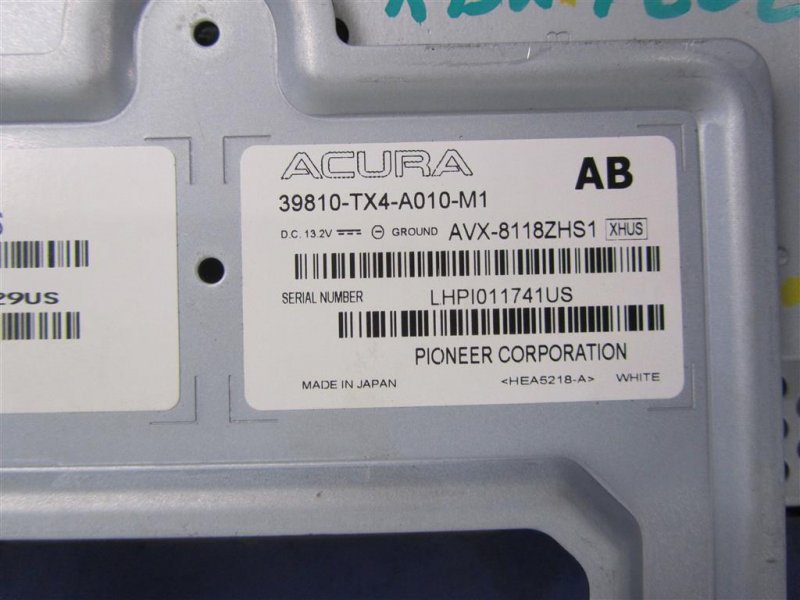 ACURA
AB
39810-TX4-A010-M1
D.C. 13.2V GROUND AVX-8118ZHS1 XHUS
SERIAL NUMBER LHPI011741US
PIONEER CORPORATION
MADE IN JAPAN <HEA5218-A> WHITE
S
29US